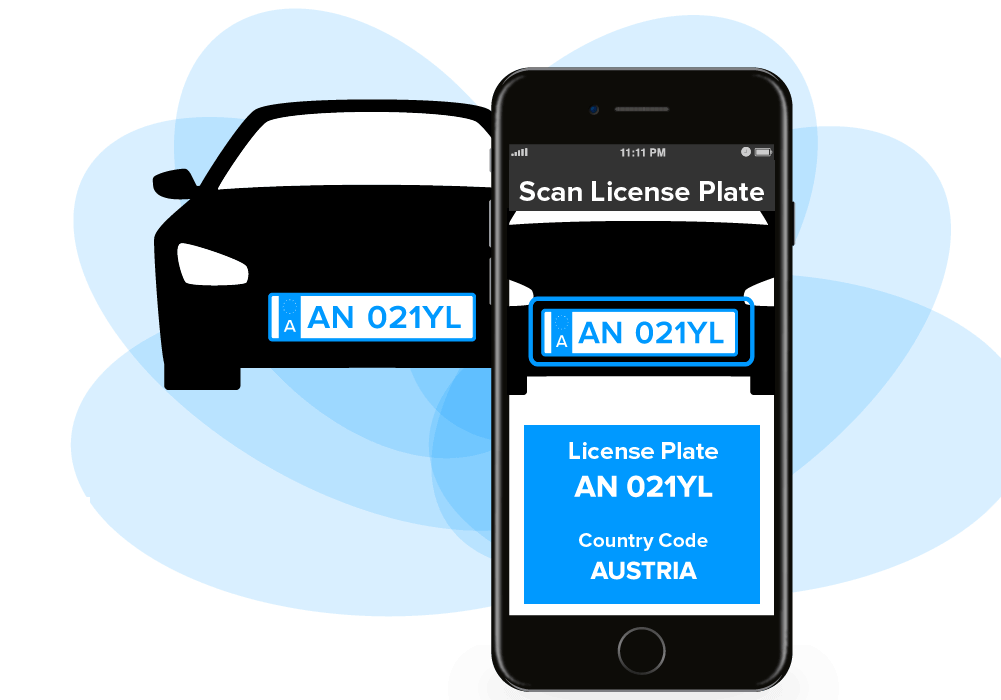 A AN 021YL
11:11 PM
Scan License Plate
A AN 021YL
License Plate
AN 021YL
Country Code
AUSTRIA